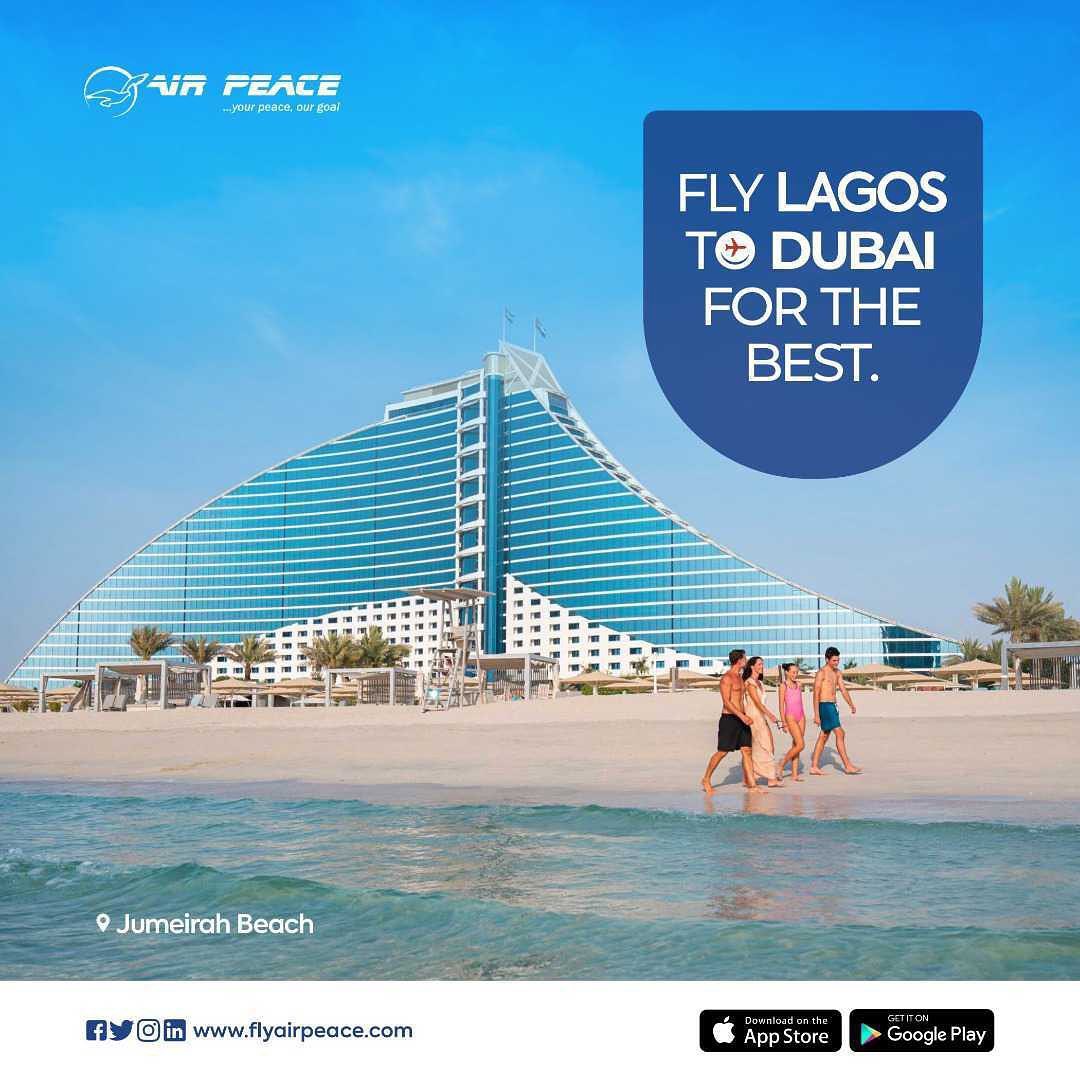 AIR PEACE
...your peace, our goal
FLY LAGOS
TO DUBAI
FOR THE
BEST.
Jumeirah Beach
www.flyairpeace.com
Download on the
App Store
GET IT ON
Google Play